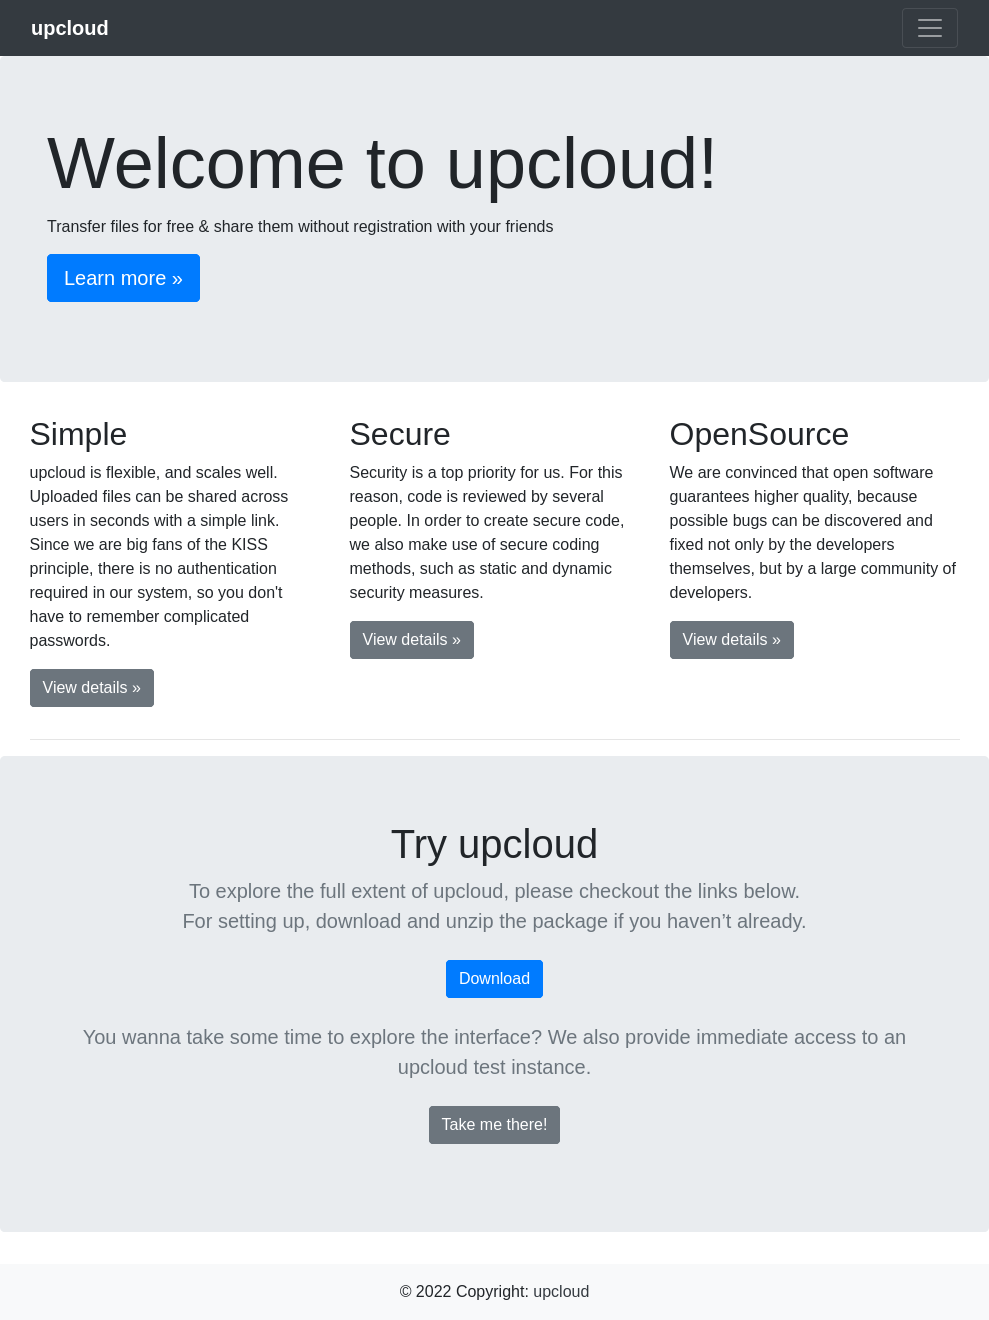 upcloud
Welcome to upcloud!
Transfer files for free & share them without registration with your friends
Learn more »
Simple
upcloud is flexible, and scales well.
Uploaded files can be shared across
users in seconds with a simple link.
Since we are big fans of the KISS
principle, there is no authentication
required in our system, so you don't
have to remember complicated
passwords.
View details »
Secure
Security is a top priority for us. For this
reason, code is reviewed by several
people. In order to create secure code,
we also make use of secure coding
methods, such as static and dynamic
security measures.
View details »
OpenSource
We are convinced that open software
guarantees higher quality, because
possible bugs can be discovered and
fixed not only by the developers
themselves, but by a large community of
developers.
View details »
Try upcloud
To explore the full extent of upcloud, please checkout the links below.
For setting up, download and unzip the package if you haven’t already.
Download
You wanna take some time to explore the interface? We also provide immediate access to an
upcloud test instance.
Take me there!
© 2022 Copyright: upcloud